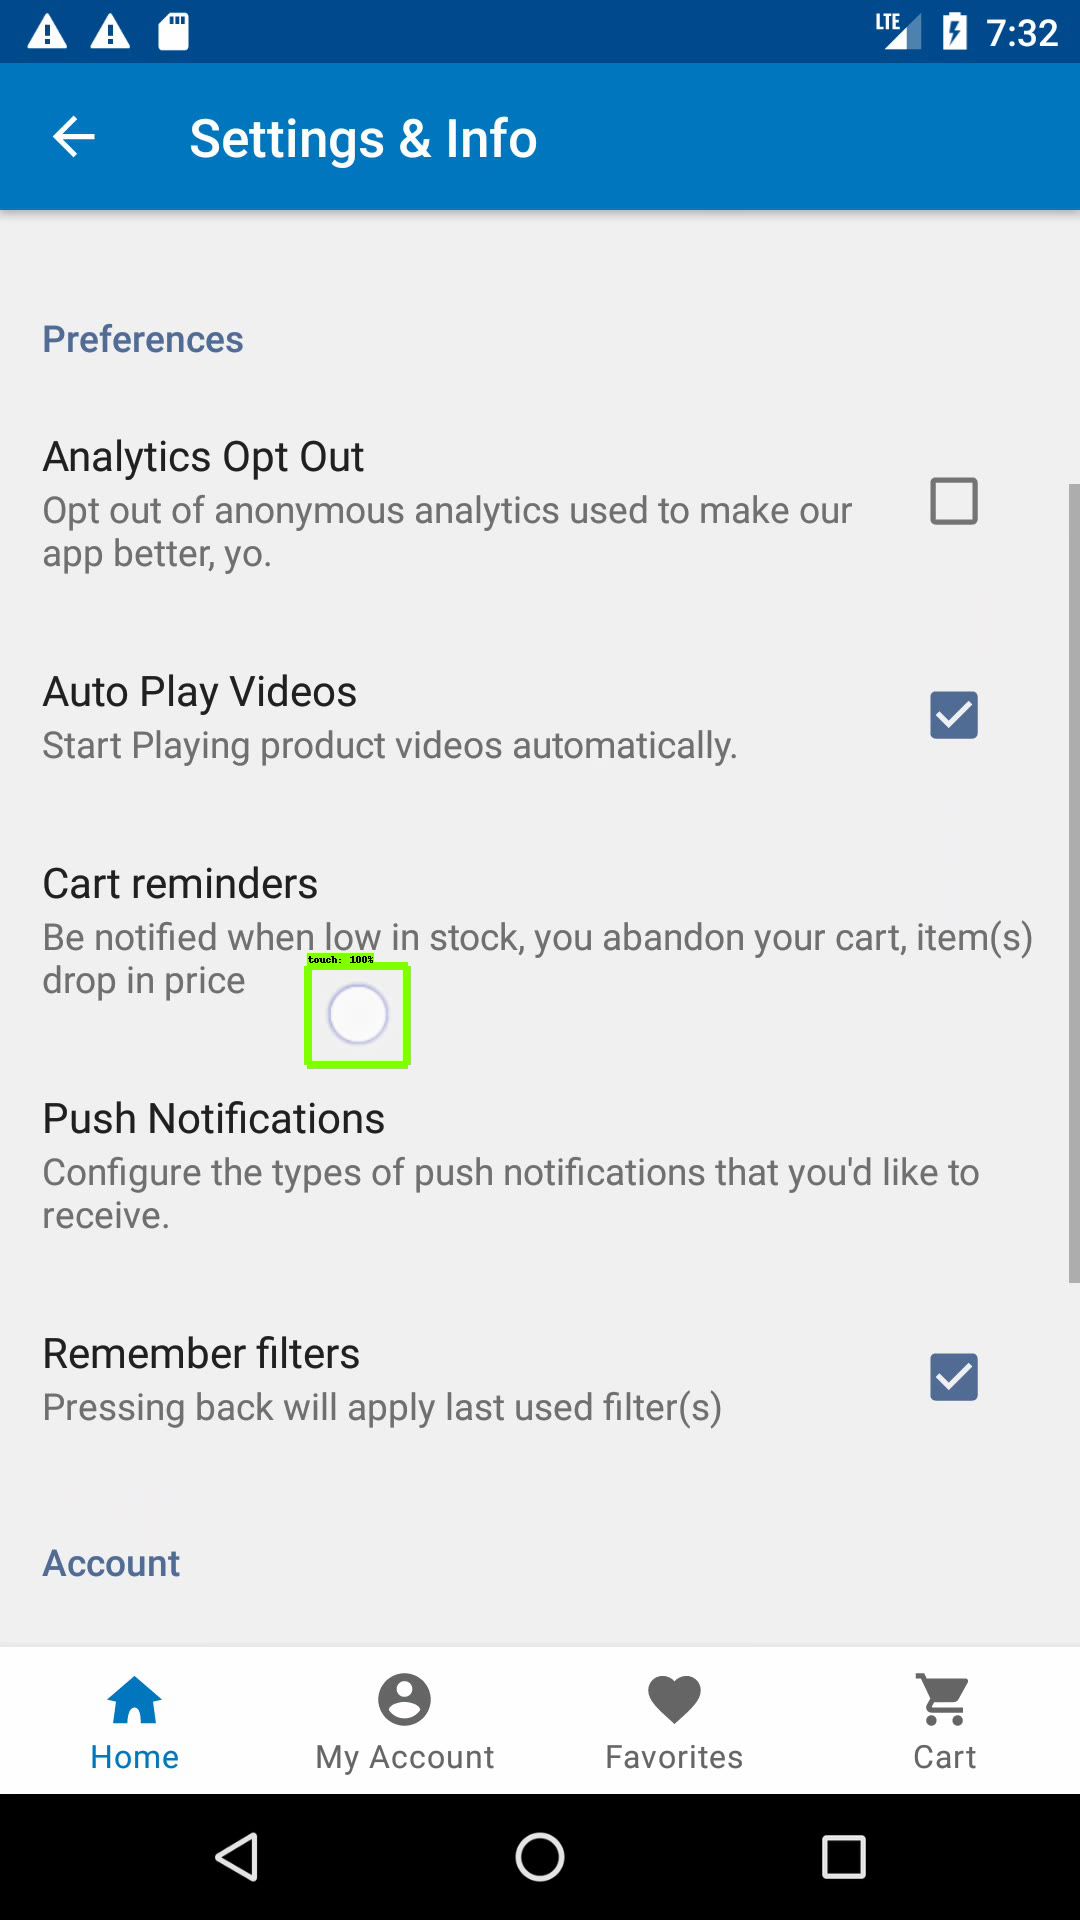 LTE 7:32
Settings & Info
Preferences
Analytics Opt Out
Opt out of anonymous analytics used to make our
app better, yo.
Auto Play Videos
Start Playing product videos automatically.
Cart reminders
Be notified when low in stock, you abandon your cart, item(s)
drop in price
touch: 100%
Push Notifications
Configure the types of push notifications that you'd like to
receive.
Remember filters
Pressing back will apply last used filter(s)
Account
Home
My Account
Favorites
Cart